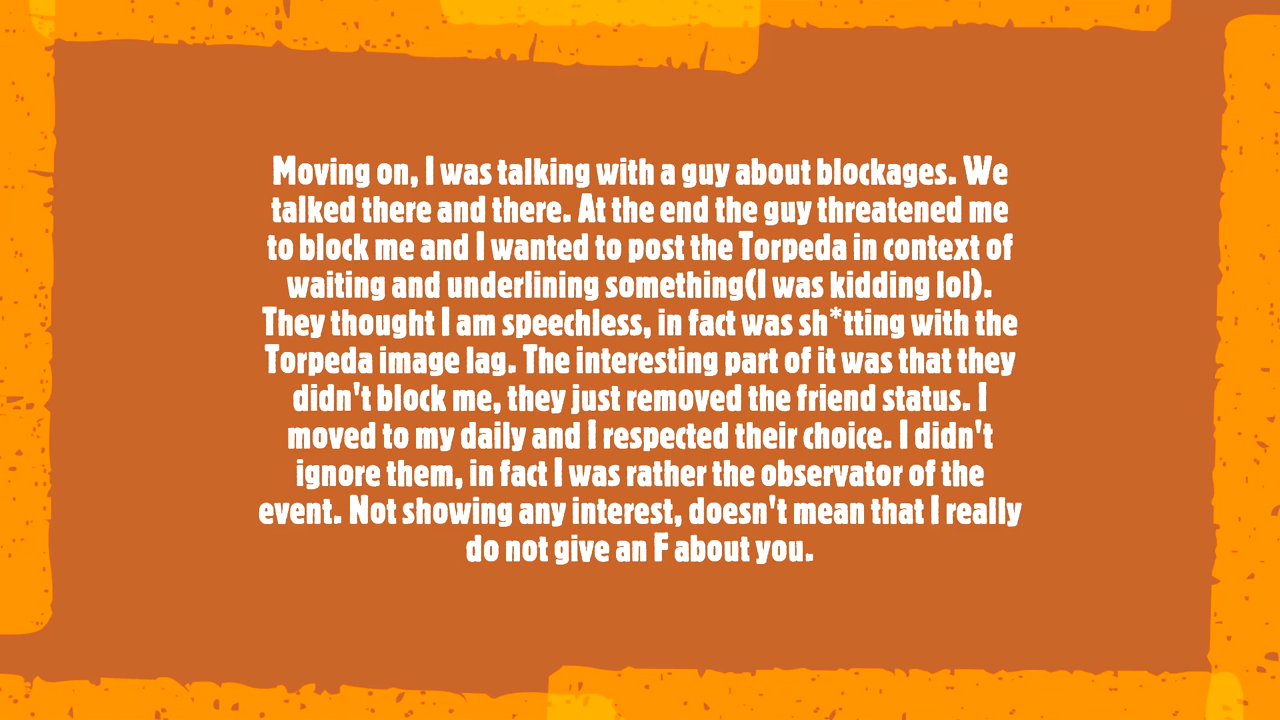 Moving on, I was talking with a guy about blockages. We
talked there and there. At the end the guy threatened me
to block me and I wanted to post the Torpeda in context of
waiting and underlining something(I was kidding lol).
They thought I am speechless, in fact was sh*tting with the
Torpeda image lag. The interesting part of it was that they
didn't block me, they just removed the friend status. I
moved to my daily and I respected their choice. I didn't
ignore them, in fact I was rather the observator of the
event. Not showing any interest, doesn't mean that I really
do not give an F about you.